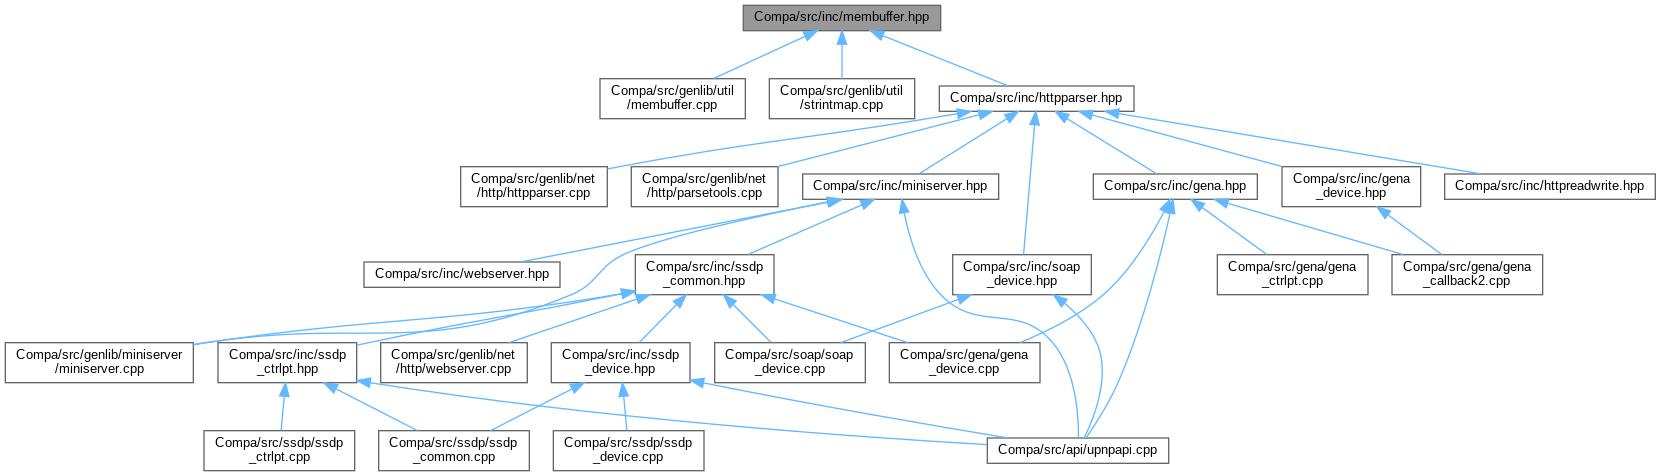 Compa/src/inc/membuffer.hpp
Compa/src/genlib/util
/membuffer.cpp
Compa/src/genlib/util
/strintmap.cpp
Compa/src/inc/httpparser.hpp
Compa/src/genlib/net
/http/httpparser.cpp
Compa/src/genlib/net
/http/parsetools.cpp
Compa/src/inc/miniserver.hpp
Compa/src/inc/gena.hpp
Compa/src/inc/gena
_device.hpp
Compa/src/inc/httpreadwrite.hpp
Compa/src/inc/webserver.hpp
Compa/src/inc/ssdp
_common.hpp
Compa/src/inc/soap
_device.hpp
Compa/src/gena/gena
_ctrlpt.cpp
Compa/src/gena/gena
_callback2.cpp
Compa/src/genlib/miniserver
/miniserver.cpp
Compa/src/inc/ssdp
_ctrlpt.hpp
Compa/src/genlib/net
/http/webserver.cpp
Compa/src/inc/ssdp
_device.hpp
Compa/src/soap/soap
_device.cpp
Compa/src/gena/gena
_device.cpp
Compa/src/ssdp/ssdp
_ctrlpt.cpp
Compa/src/ssdp/ssdp
_common.cpp
Compa/src/ssdp/ssdp
_device.cpp
Compa/src/api/upnpapi.cpp